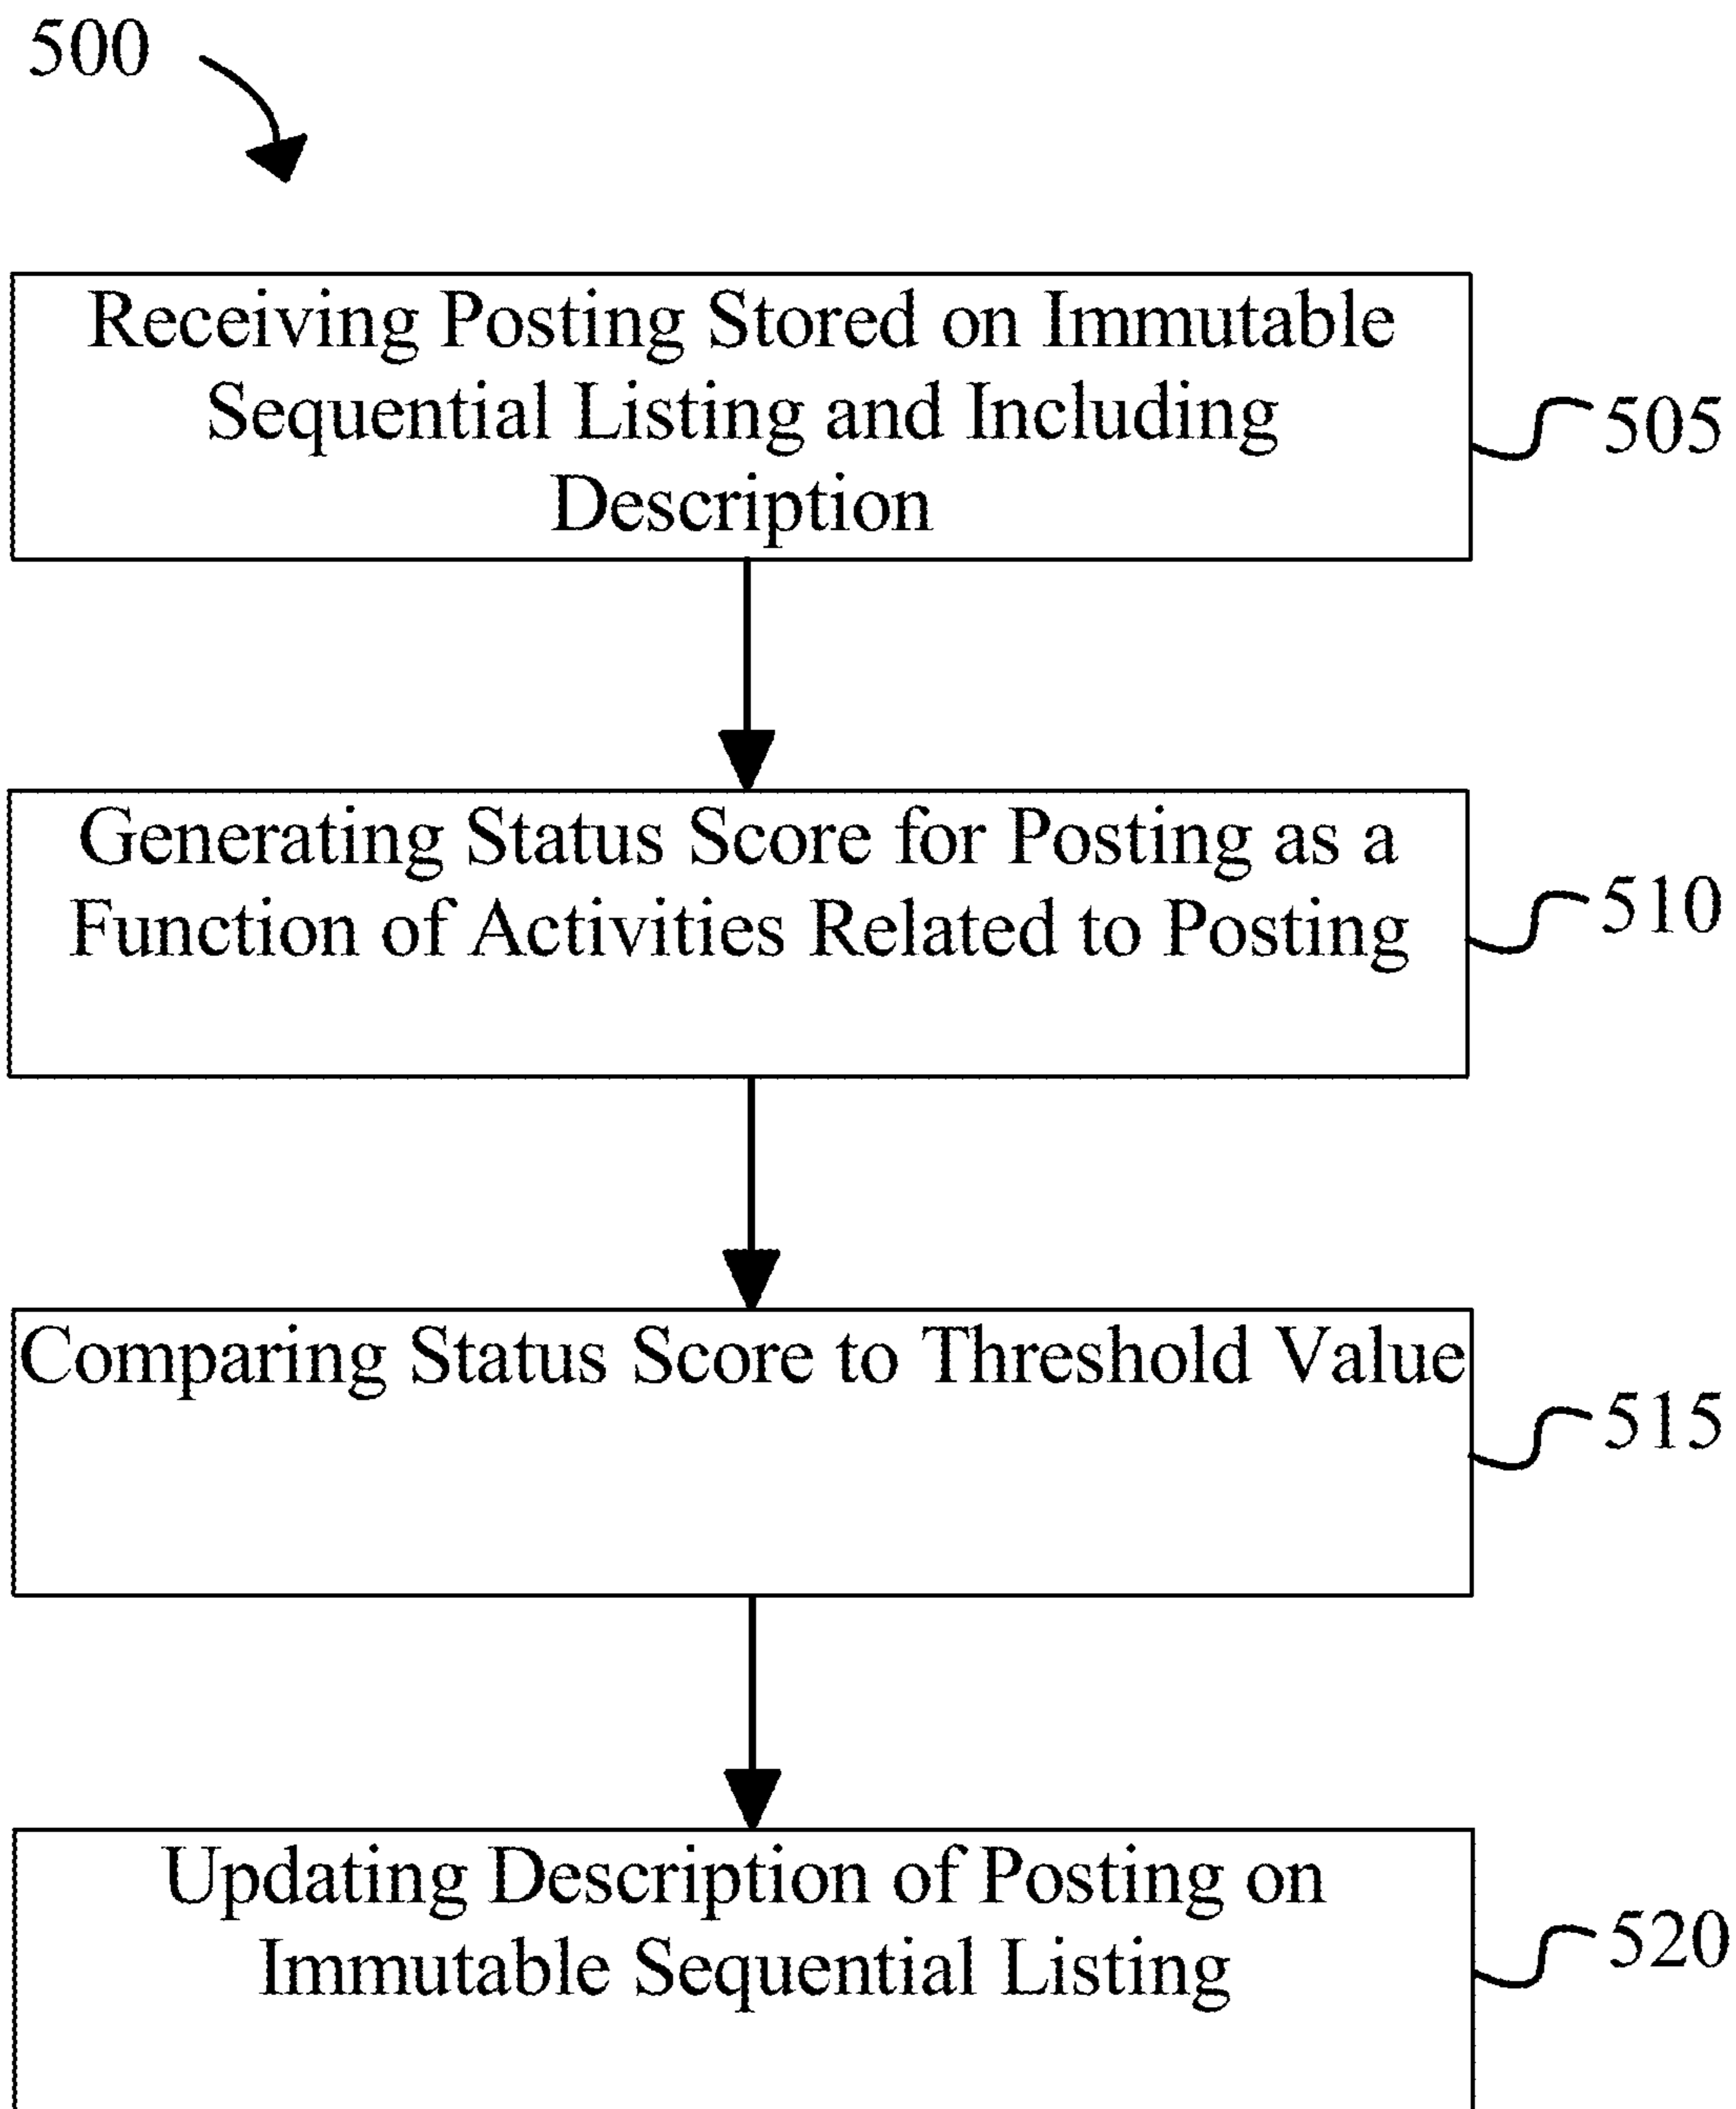 500
Receiving Posting Stored on Immutable
Sequential Listing and Including
Description
505
Generating Status Score for Posting as a
Function of Activities Related to Posting
510
Comparing Status Score to Threshold Value
515
Updating Description of Posting on
Immutable Sequential Listing
520